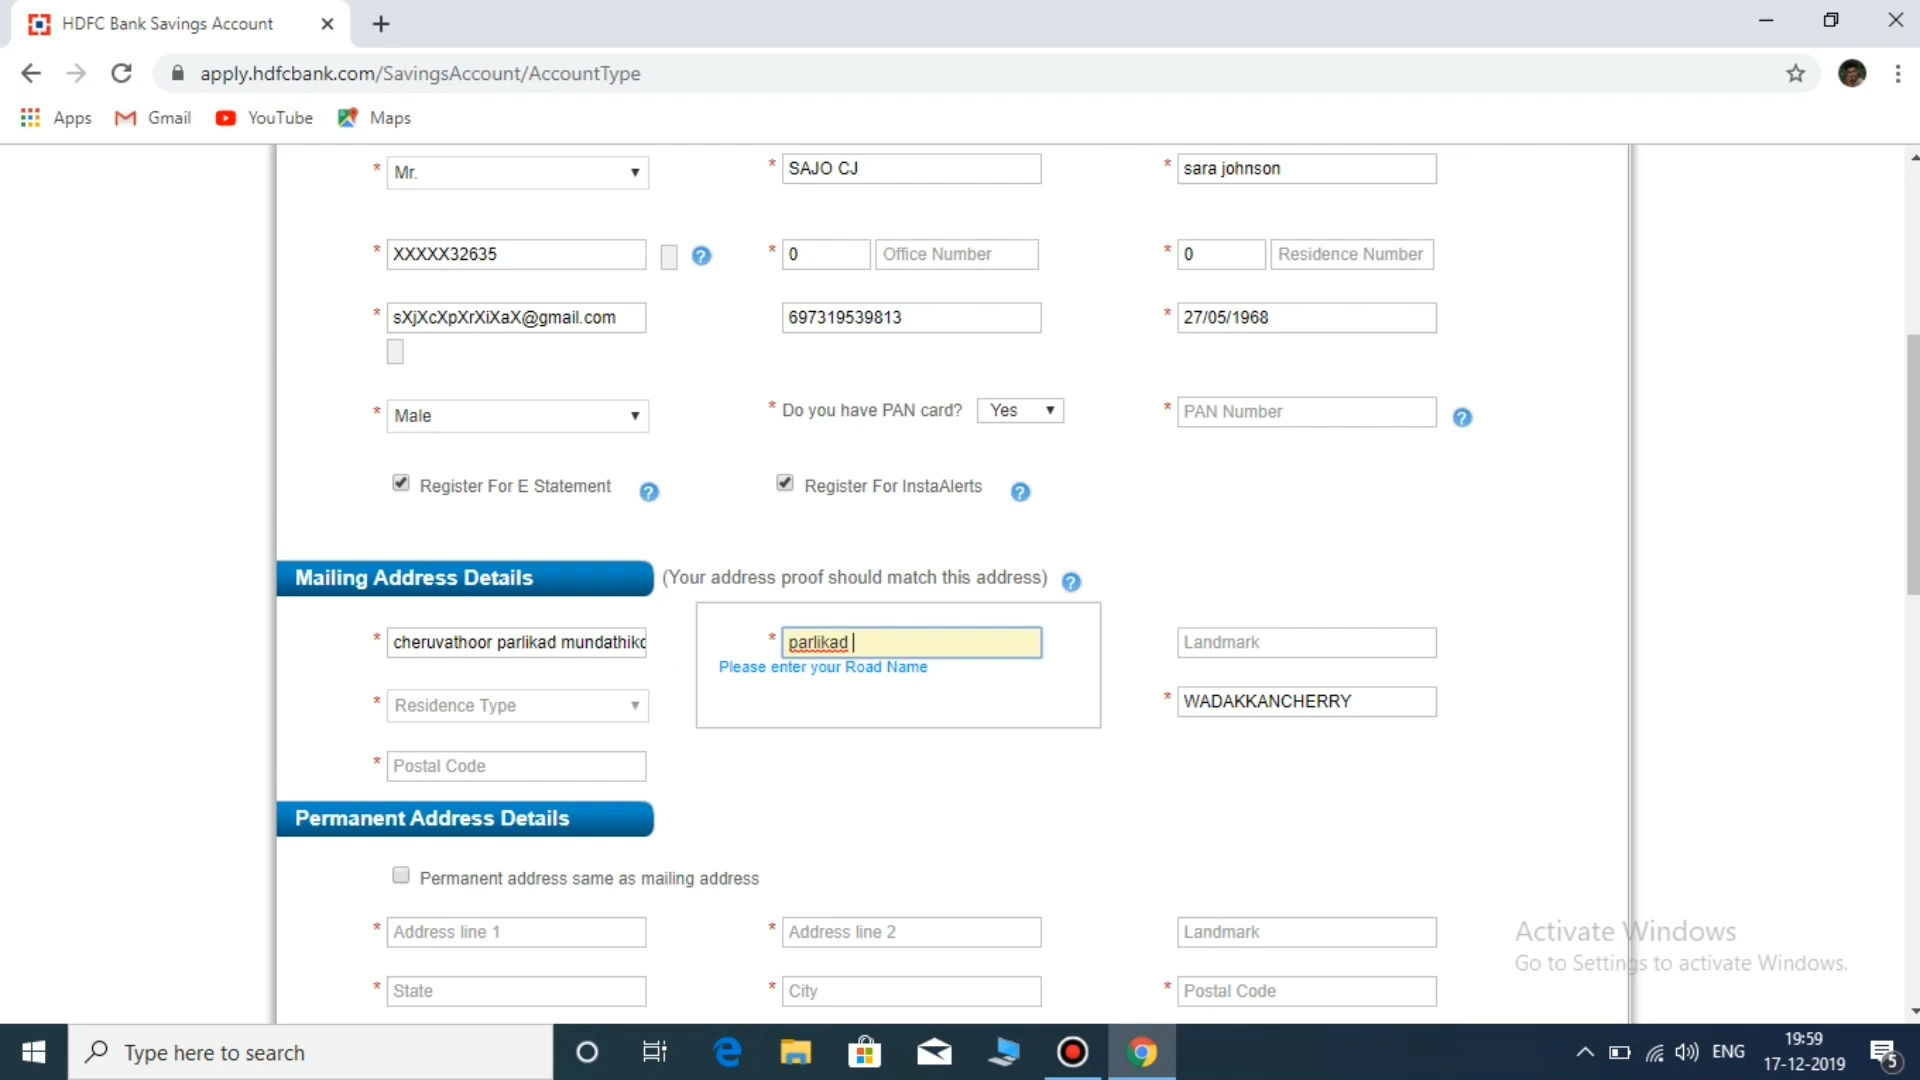 HDFC Bank Savings Account
apply.hdfcbank.com/SavingsAccount/AccountType
Apps Gmail YouTube Maps
* Mr. * SAJO CJ * sara johnson
* XXXXX32635 * 0 Office Number * 0 Residence Number
* sXjXcXpXrXiXaX@gmail.com 697319539813 * 27/05/1968
* Male * Do you have PAN card? Yes * PAN Number
Register For E Statement Register For InstaAlerts
Mailing Address Details (Your address proof should match this address)
* cheruvathoor parlikad * parlikad Landmark
Please enter your Road Name
* Residence Type * WADAKKANCHERRY
* Postal Code
Permanent Address Details
Permanent address same as mailing address
* Address line 1 * Address line 2 Landmark
* State * City * Postal Code
Activate Windows
Go to Settings to activate Windows.
Type here to search
ENG 19:59
17-12-2019 5